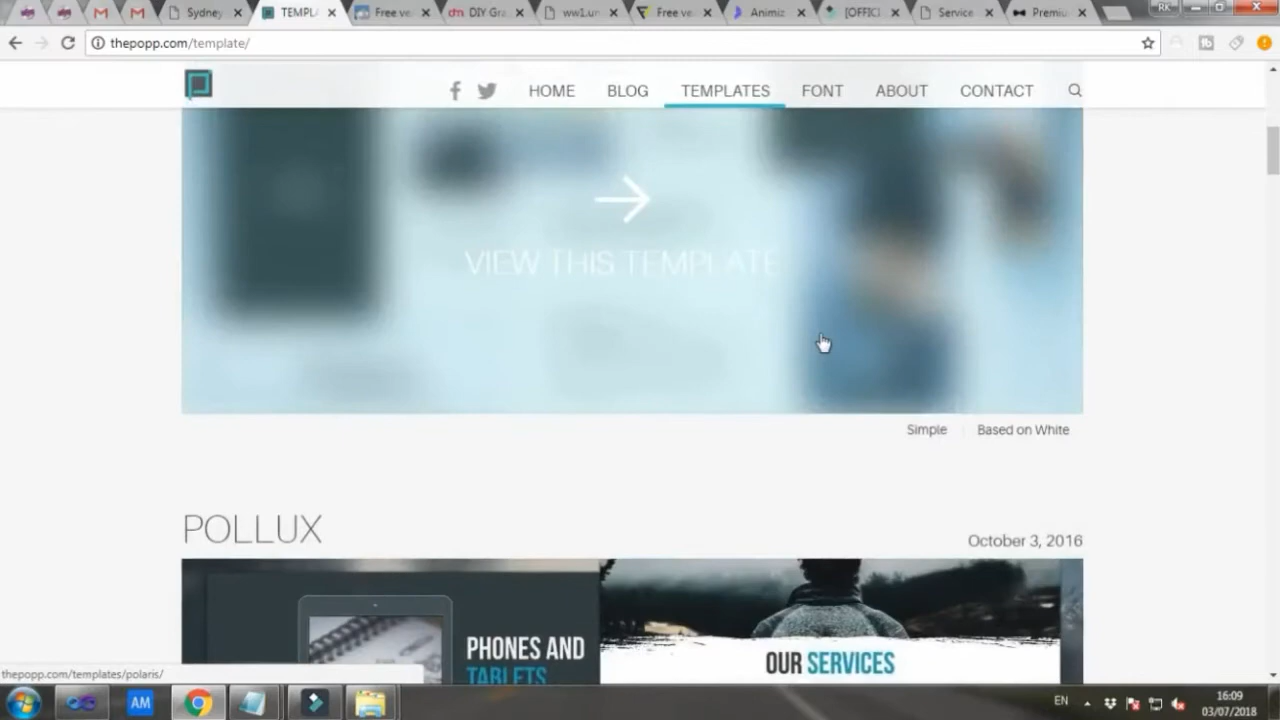 Sydney
TEMPL
Free ve
DIY Gra
ww1.ur
Free ve
Animiz
[OFFICI
Service
Premiu
RK
thepopp.com/template/
HOME
BLOG
TEMPLATES
FONT
ABOUT
CONTACT
VIEW THIS TEMPLATE
Simple
Based on White
POLLUX
October 3, 2016
PHONES AND
TABLETS
OUR SERVICES
thepopp.com/templates/polaris/
AM
EN
16:09
03/07/2018